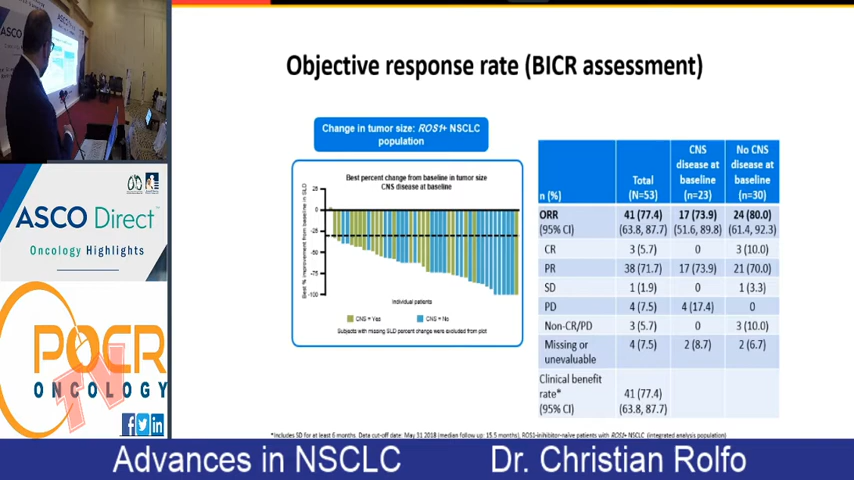 ASCO
Objective response rate (BICR assessment)
Change in tumor size: ROS1+ NSCLC
population
Best percent change from baseline in tumor size
CNS disease at baseline
Best % improvement from baseline in SLD
25
0
-25
-50
-75
-100
Individual patients
CNS = Yes
CNS = No
Subjects with missing SLD percent change were excluded from plot
n (%)
Total
(N=53)
CNS
disease at
baseline
(n=23)
No CNS
disease at
baseline
(n=30)
ORR 41 (77.4) 17 (73.9) 24 (80.0)
(95% CI) (63.8, 87.7) (51.6, 89.8 (61.4, 92.3)
CR 3 (5.7) 0 3 (10.0)
PR 38 (71.7) 17 (73.9) 21 (70.0)
SD 1 (1.9) 0 1 (3.3)
PD 4 (7.5) 4 (17.4) 0
Non-CR/PD 3 (5.7) 0 3 (10.0)
Missing or
unevaluable 4 (7.5) 2 (8.7) 2 (6.7)
Clinical benefit
rate* 41 (77.4)
(95% CI) (63.8, 87.7)
*Includes SD for at least 6 months. Data cut-off date: May 31 2018 (median follow up: 15.5 months), ROS1-inhibitor-naive patients with ROS1+ NSCLC (integrated analysis population)
ASCO Direct™
Oncology Highlights
POCR
ONCOLOGY
TV
Advances in NSCLC Dr. Christian Rolfo